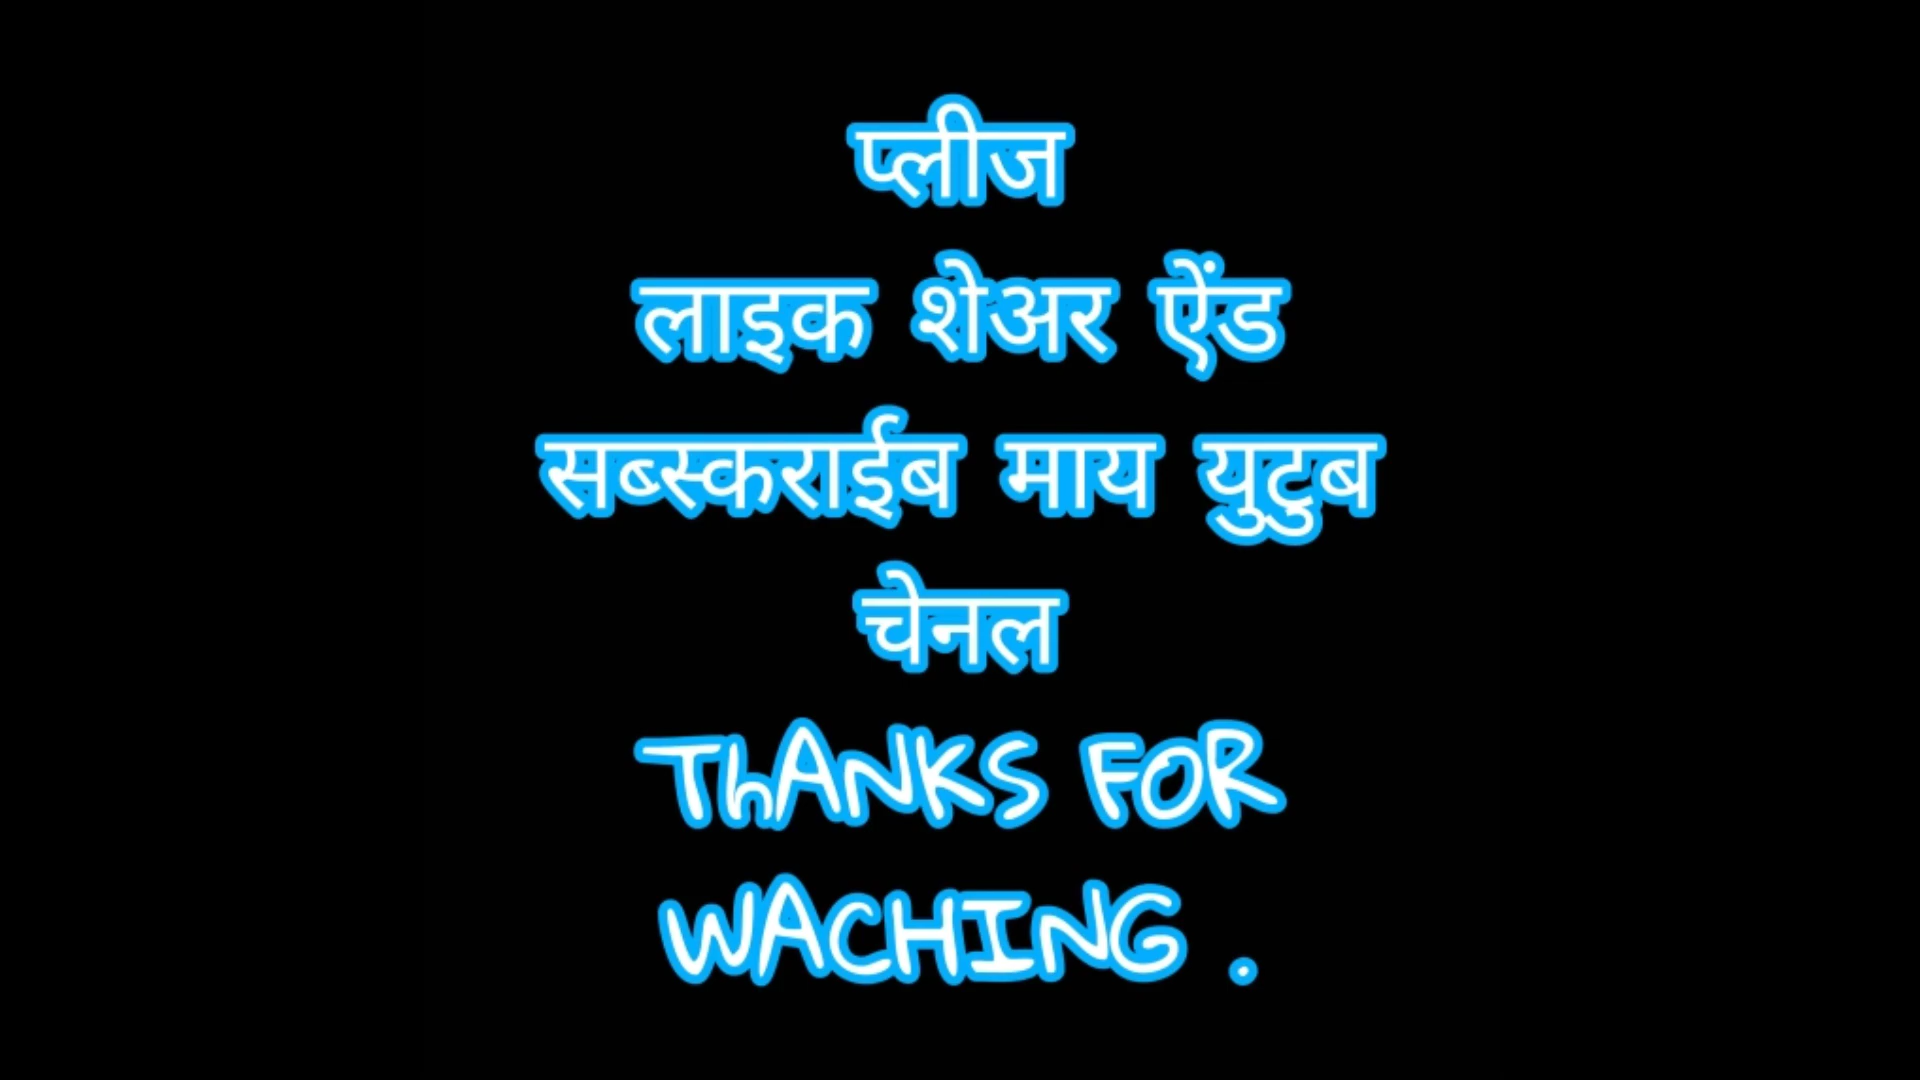 प्लीज
लाइक शेअर ऐंड
सब्स्कराईब माय युटुब
चेनल
ThANKS FOR
WACHING .